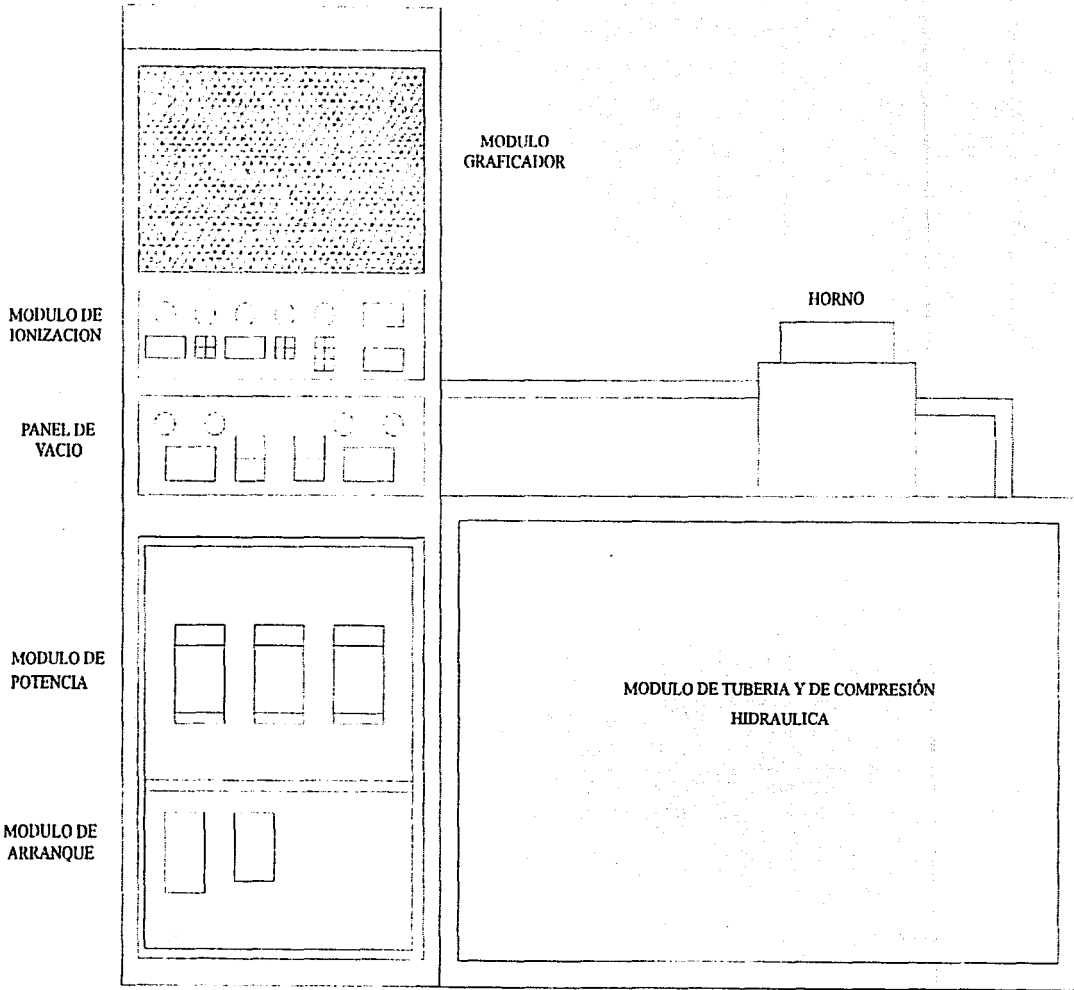 MODULO
GRAFICADOR
MODULO DE
IONIZACION
HORNO
PANEL DE
VACIO
MODULO DE
POTENCIA
MODULO DE TUBERIA Y DE COMPRESIÓN
HIDRAULICA
MODULO DE
ARRANQUE